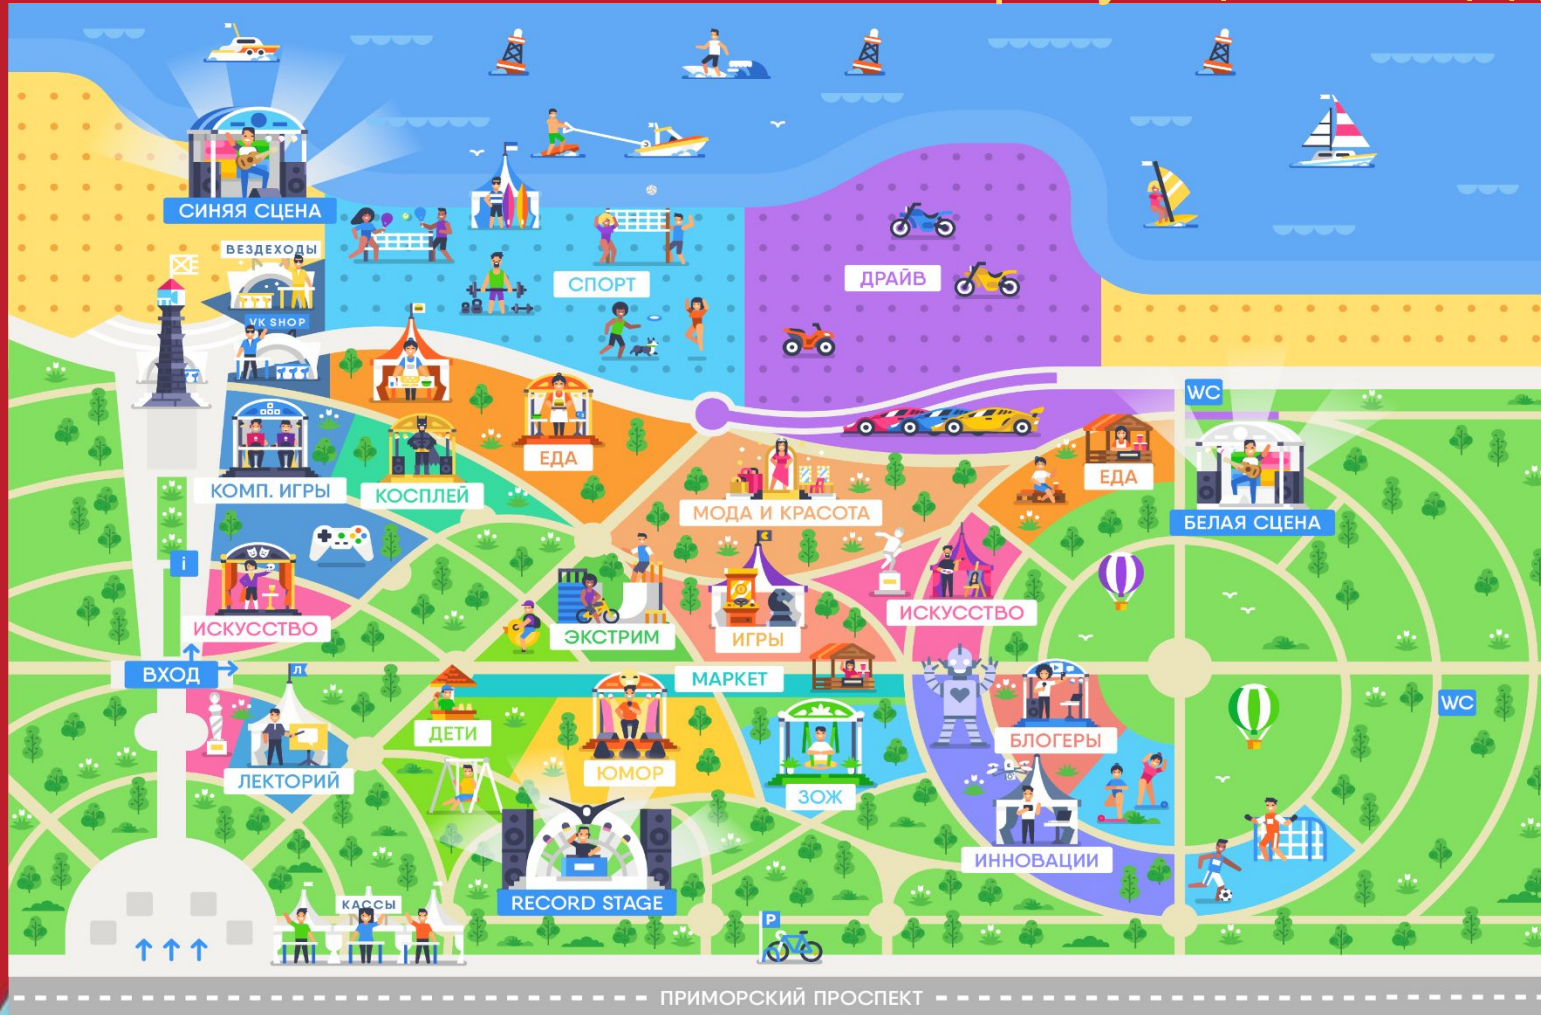 СИНЯЯ СЦЕНА
ВЕЗДЕХОДЫ
СПОРТ
ДРАЙВ
VK SHOP
WC
ЕДА
ЕДА
КОМП. ИГРЫ
КОСПЛЕЙ
МОДА И КРАСОТА
БЕЛАЯ СЦЕНА
i
ИСКУССТВО
ИСКУССТВО
ЭКСТРИМ
ИГРЫ
ВХОД
Л
МАРКЕТ
WC
ДЕТИ
БЛОГЕРЫ
ЛЕКТОРИЙ
ЮМОР
ЗОЖ
ИННОВАЦИИ
КАССЫ
RECORD STAGE
P
ПРИМОРСКИЙ ПРОСПЕКТ